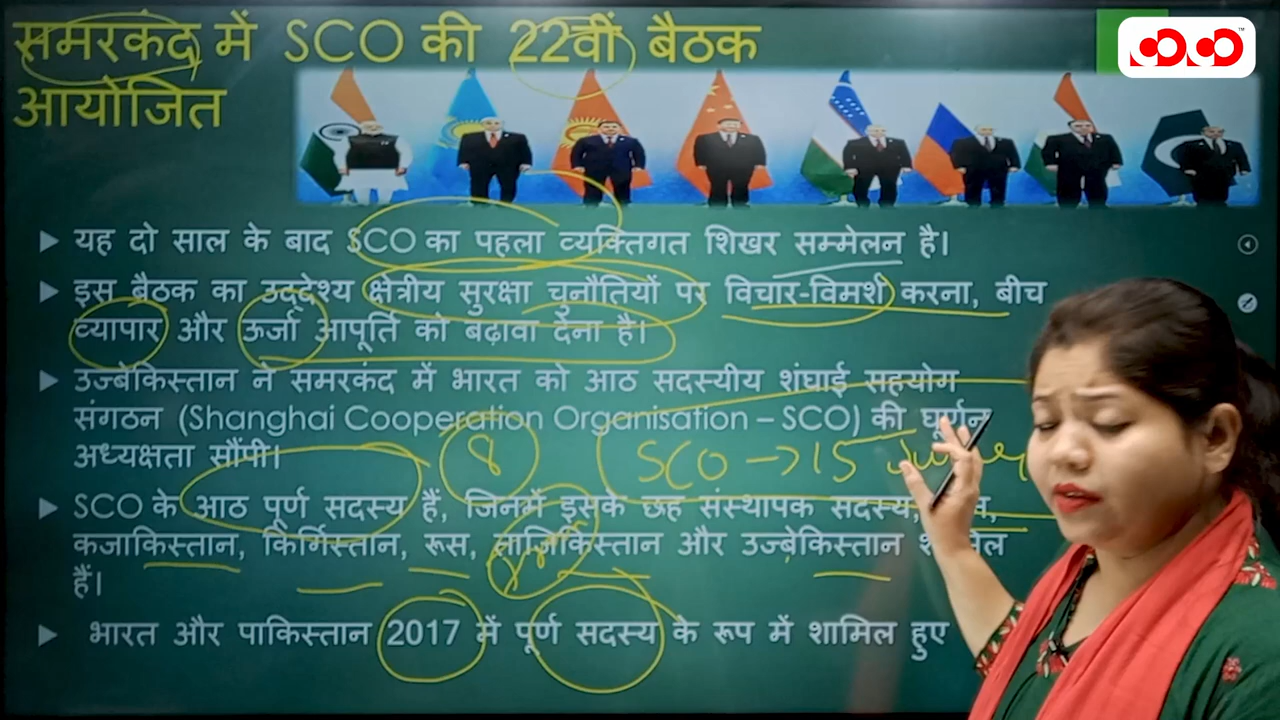 समरकंद में SCO की 22वीं बैठक
आयोजित
यह दो साल के बाद SCO का पहला व्यक्तिगत शिखर सम्मेलन है।
इस बैठक का उद्देश्य क्षेत्रीय सुरक्षा चुनौतियों पर विचार-विमर्श करना, बीच
व्यापार और ऊर्जा आपूर्ति को बढ़ावा देना है।
उज्बेकिस्तान ने समरकंद में भारत को आठ सदस्यीय शंघाई सहयोग
संगठन (Shanghai Cooperation Organisation – SCO) की घूर्णन
अध्यक्षता सौंपी।
8
SCO → 15
SCO के आठ पूर्ण सदस्य हैं, जिनमें इसके छह संस्थापक सदस्य,
कजाकिस्तान, किर्गिस्तान, रूस, ताजिकिस्तान और उज्बेकिस्तान
हैं।
भारत और पाकिस्तान 2017 में पूर्ण सदस्य के रूप में शामिल हुए